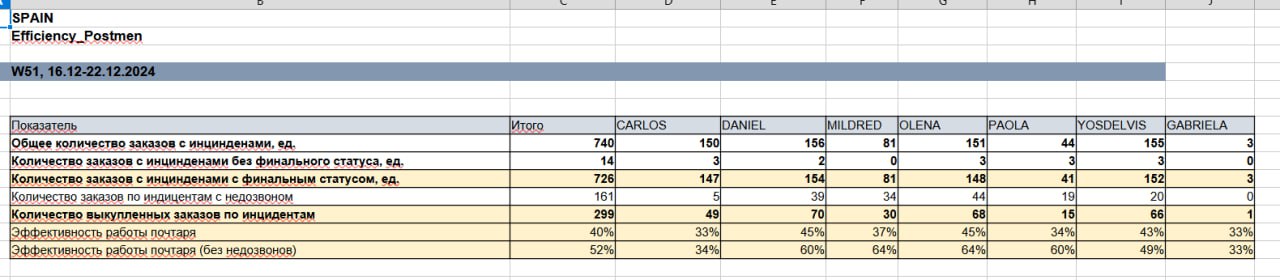 B C D E F G H I J
SPAIN
Efficiency_Postmen
W51, 16.12-22.12.2024
Показатель Итого CARLOS DANIEL MILDRED OLENA PAOLA YOSDELVIS GABRIELA
Общее количество заказов с инцинденами, ед. 740 150 156 81 151 44 155 3
Количество заказов с инцинденами без финального статуса, ед. 14 3 2 0 3 3 3 0
Количество заказов с инцинденами с финальным статусом, ед. 726 147 154 81 148 41 152 3
Количество заказов по индицентам с недозвоном 161 5 39 34 44 19 20 0
Количество выкупленных заказов по инцидентам 299 49 70 30 68 15 66 1
Эффективность работы почтаря 40% 33% 45% 37% 45% 34% 43% 33%
Эффективность работы почтаря (без недозвонов) 52% 34% 60% 64% 64% 60% 49% 33%